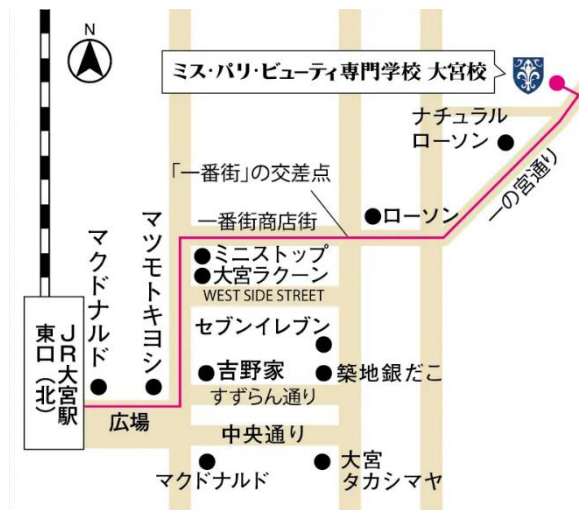 N
ミス・パリ・ビューティ専門学校 大宮校
ナチュラル
ローソン
「一番街」の交差点
一の宮通り
ローソン
一番街商店街
マクドナルド
マツモトキヨシ
ミニストップ
大宮ラクーン
WEST SIDE STREET
セブンイレブン
JR大宮駅
東口(北)
吉野家
築地銀だこ
すずらん通り
広場
中央通り
マクドナルド
大宮
タカシマヤ